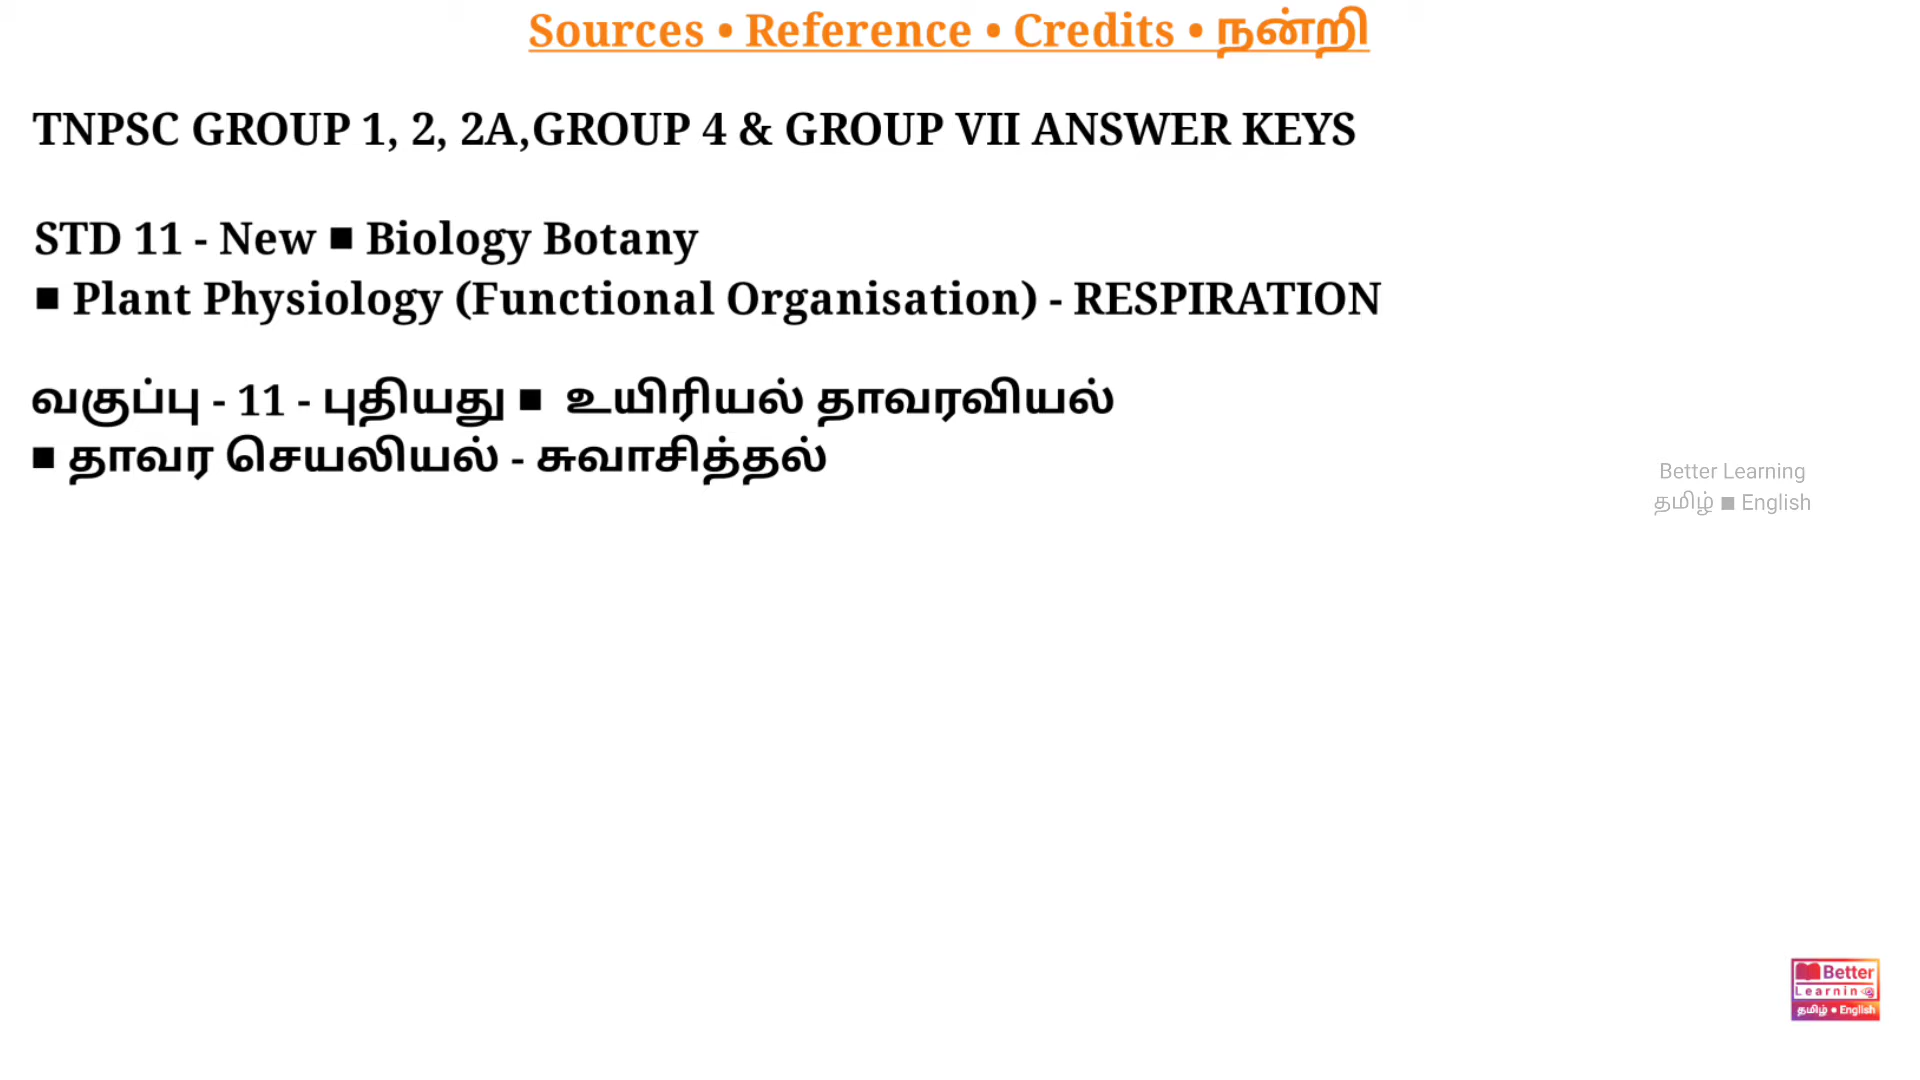 Sources • Reference • Credits • நன்றி
TNPSC GROUP 1, 2, 2A,GROUP 4 & GROUP VII ANSWER KEYS
STD 11 - New ■ Biology Botany
■ Plant Physiology (Functional Organisation) - RESPIRATION
வகுப்பு - 11 - புதியது ■ உயிரியல் தாவரவியல்
■ தாவர செயலியல் - சுவாசித்தல்
Better Learning
தமிழ் ■ English
Better
Learning
தமிழ் • English